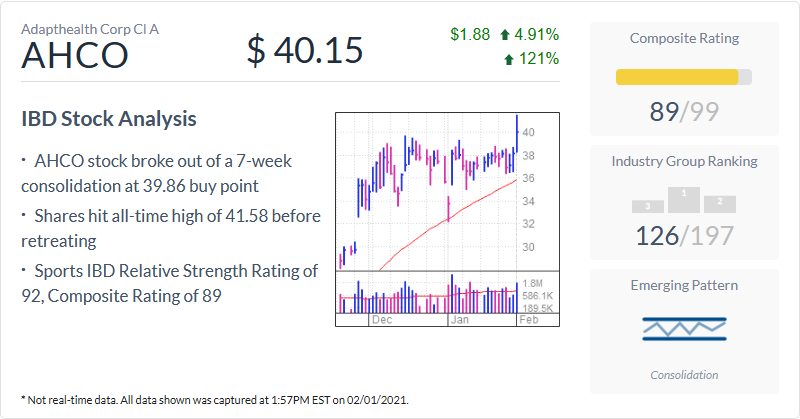 Adapthealth Corp Cl A
AHCO
$ 40.15
$1.88 4.91%
121%
IBD Stock Analysis
· AHCO stock broke out of a 7-week
consolidation at 39.86 buy point
· Shares hit all-time high of 41.58 before
retreating
· Sports IBD Relative Strength Rating of
92, Composite Rating of 89
40
38
36
34
32
30
1.8M
586.1K
189.5K
Dec Jan Feb
Composite Rating
89/99
Industry Group Ranking
3 1 2
126/197
Emerging Pattern
Consolidation
* Not real-time data. All data shown was captured at 1:57PM EST on 02/01/2021.